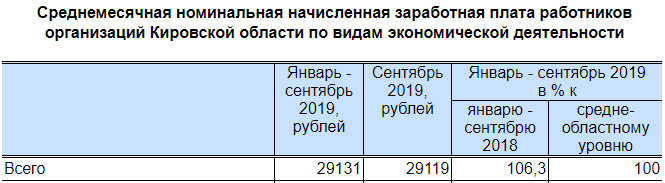 Среднемесячная номинальная начисленная заработная плата работников
организаций Кировской области по видам экономической деятельности
Январь -
сентябрь
2019,
рублей
Сентябрь
2019,
рублей
Январь - сентябрь 2019
в % к
январю -
сентябрю
2018
средне-
областному
уровню
Всего 29131 29119 106,3 100